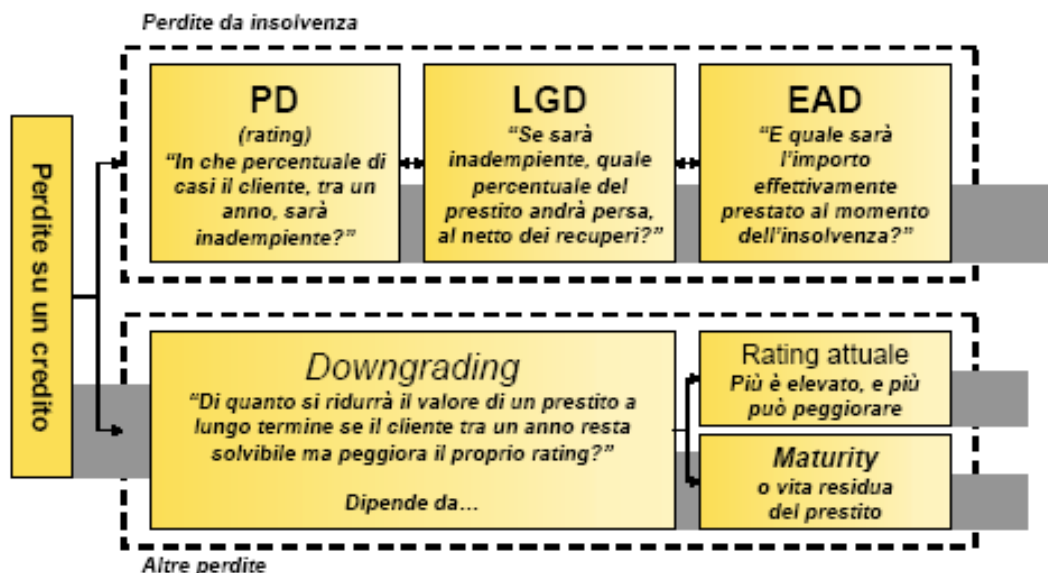 Perdite da insolvenza
Perdite su un credito
PD
(rating)
“In che percentuale di
casi il cliente, tra un
anno, sarà
inadempiente?”
LGD
“Se sarà
inadempiente, quale
percentuale del
prestito andrà persa,
al netto dei recuperi?”
EAD
“E quale sarà
l’importo
effettivamente
prestato al momento
dell’insolvenza?”
Downgrading
“Di quanto si ridurrà il valore di un prestito a
lungo termine se il cliente tra un anno resta
solvibile ma peggiora il proprio rating?”
Dipende da…
Rating attuale
Più è elevato, e più
può peggiorare
Maturity
o vita residua
del prestito
Altre perdite